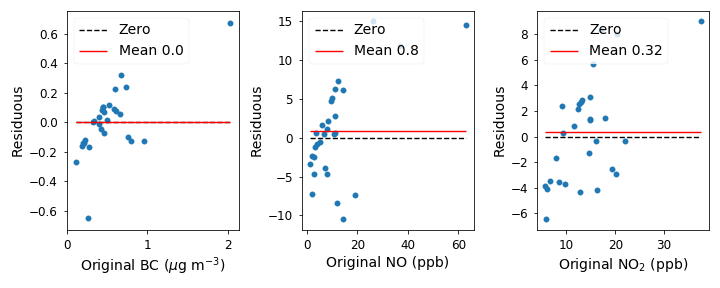 Zero
Mean 0.0
0.6
0.4
0.2
0.0
−0.2
−0.4
−0.6
Residuous
0
1
2
Original BC (μg m⁻³)
Zero
Mean 0.8
15
10
5
0
−5
−10
Residuous
0
20
40
60
Original NO (ppb)
Zero
Mean 0.32
8
6
4
2
0
−2
−4
−6
Residuous
10
20
30
Original NO₂ (ppb)